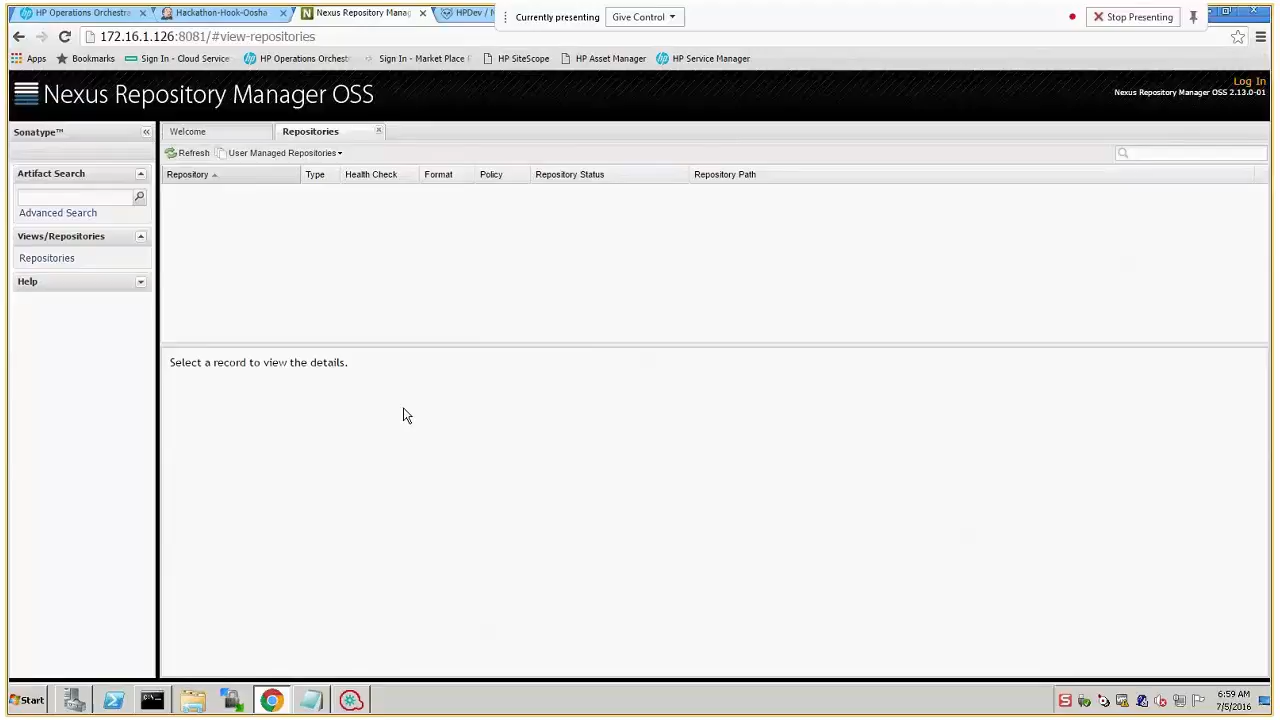 HP Operations Orchestra
Hackathon-Hook-Oosha
Nexus Repository Manag
HPDev / N
Currently presenting
Give Control
Stop Presenting
172.16.1.126:8081/#view-repositories
Apps
Bookmarks
Sign In - Cloud Service
HP Operations Orchest
Sign In - Market Place F
HP SiteScope
HP Asset Manager
HP Service Manager
Nexus Repository Manager OSS
Log In
Nexus Repository Manager OSS 2.13.0-01
Sonatype™
Welcome
Repositories
Refresh
User Managed Repositories
Artifact Search
Repository
Type
Health Check
Format
Policy
Repository Status
Repository Path
Advanced Search
Views/Repositories
Repositories
Help
Select a record to view the details.
Start
6:59 AM
7/5/2016